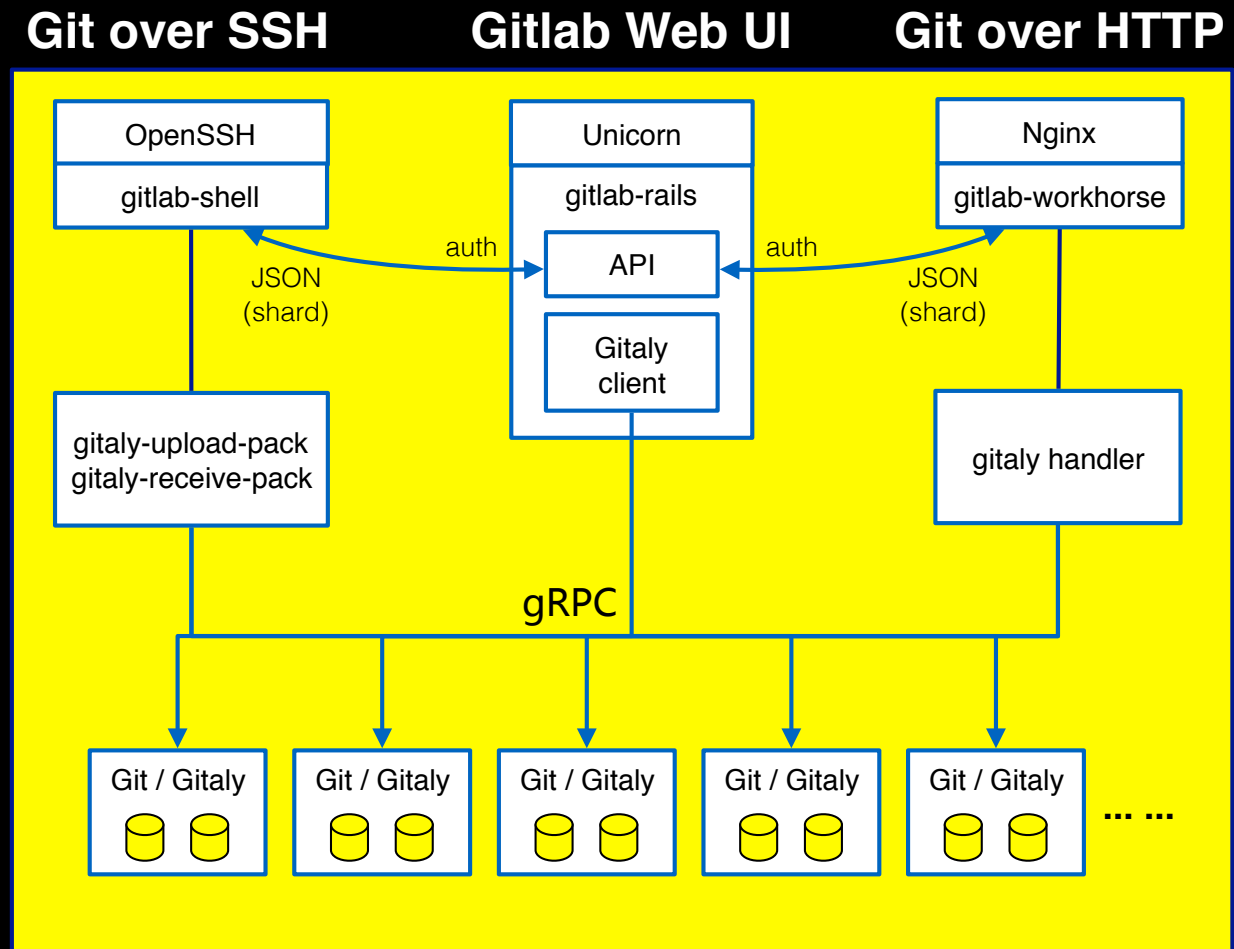 Git over SSH
Gitlab Web UI
Git over HTTP
OpenSSH
gitlab-shell
Unicorn
gitlab-rails
Nginx
gitlab-workhorse
auth
API
auth
JSON
(shard)
JSON
(shard)
Gitaly
client
gitaly-upload-pack
gitaly-receive-pack
gitaly handler
gRPC
Git / Gitaly
Git / Gitaly
Git / Gitaly
Git / Gitaly
Git / Gitaly
... ...